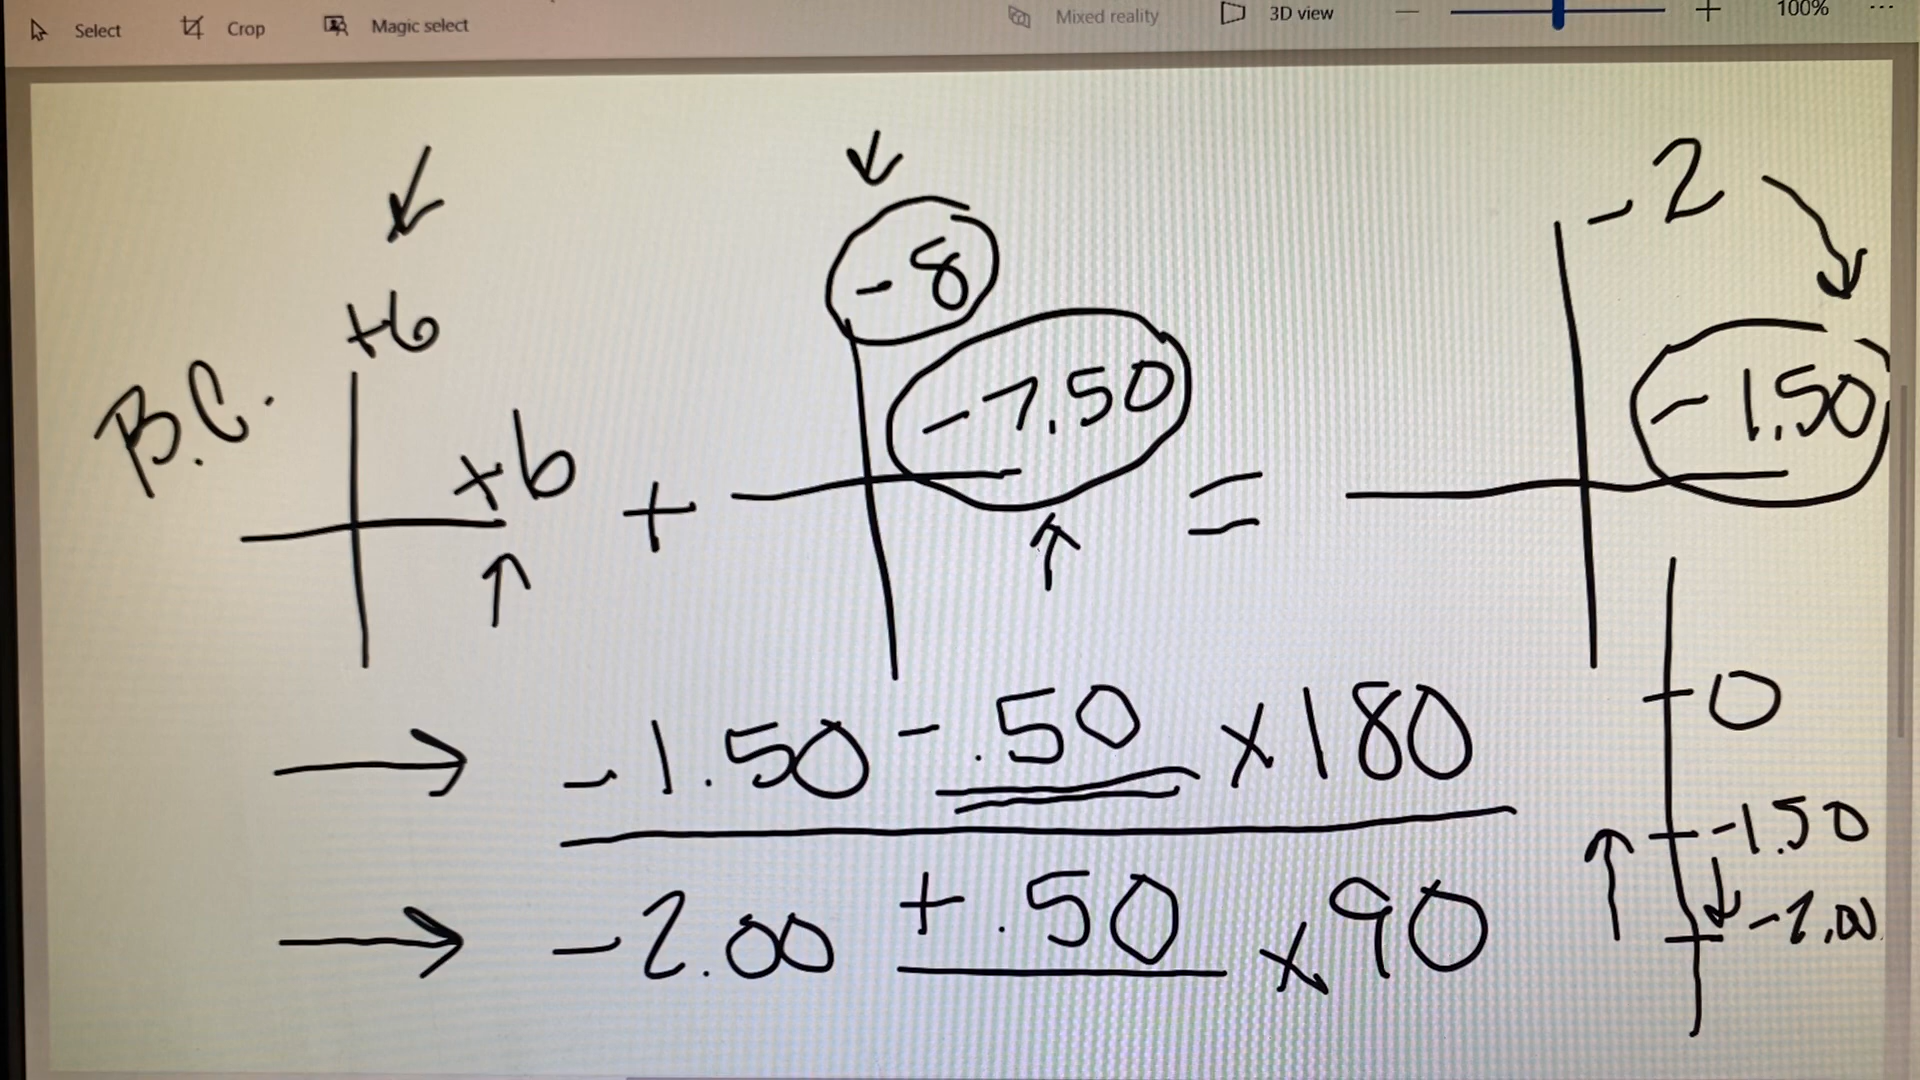 Select Crop Magic select Mixed reality 3D view 100%
-2
-8
+6
-7.50
-1.50
B.C.
+6
+ =
0
-1.50 -.50 x180
-1.50
-2.00 +.50 x90
-2.00